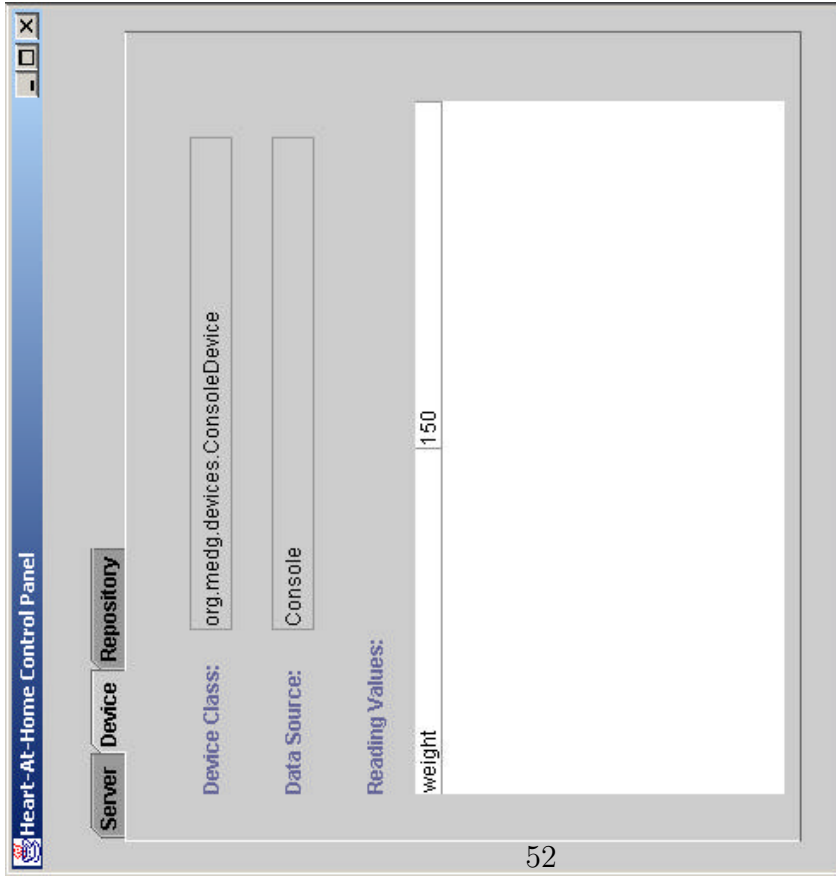 Heart-At-Home Control Panel
Server Device Repository
Device Class: org.medg.devices.ConsoleDevice
Data Source: Console
Reading Values:
weight 150
52